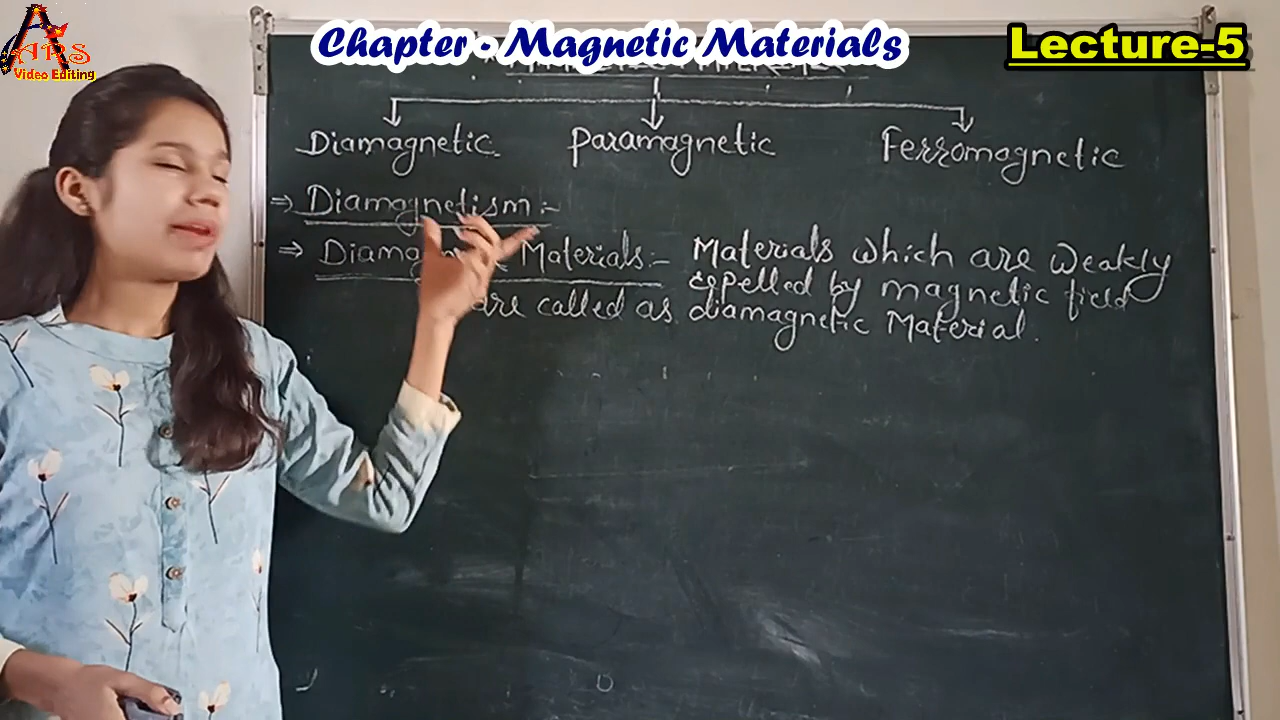 ARS
Video Editing
Chapter - Magnetic Materials
Lecture-5
Diamagnetic
Paramagnetic
Ferromagnetic
⇒ Diamagnetism :-
⇒ Materials :- Materials which are weakly
repelled by magnetic field
are called as diamagnetic Material.